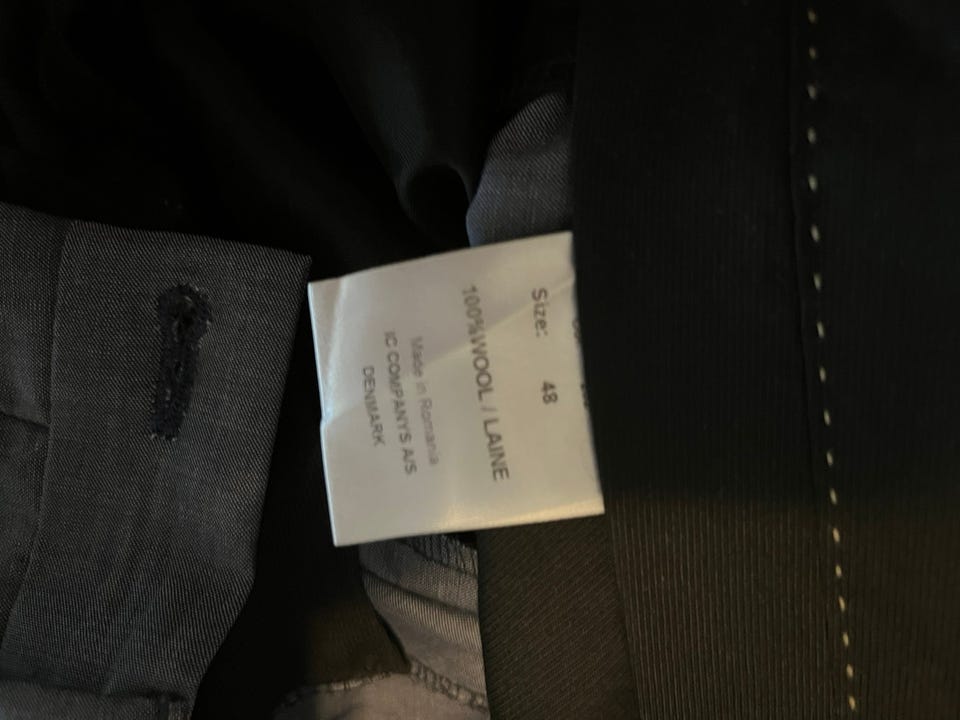 Size: 48
100%WOOL / LAINE
Made in Romania
IC COMPANYS A/S
DENMARK